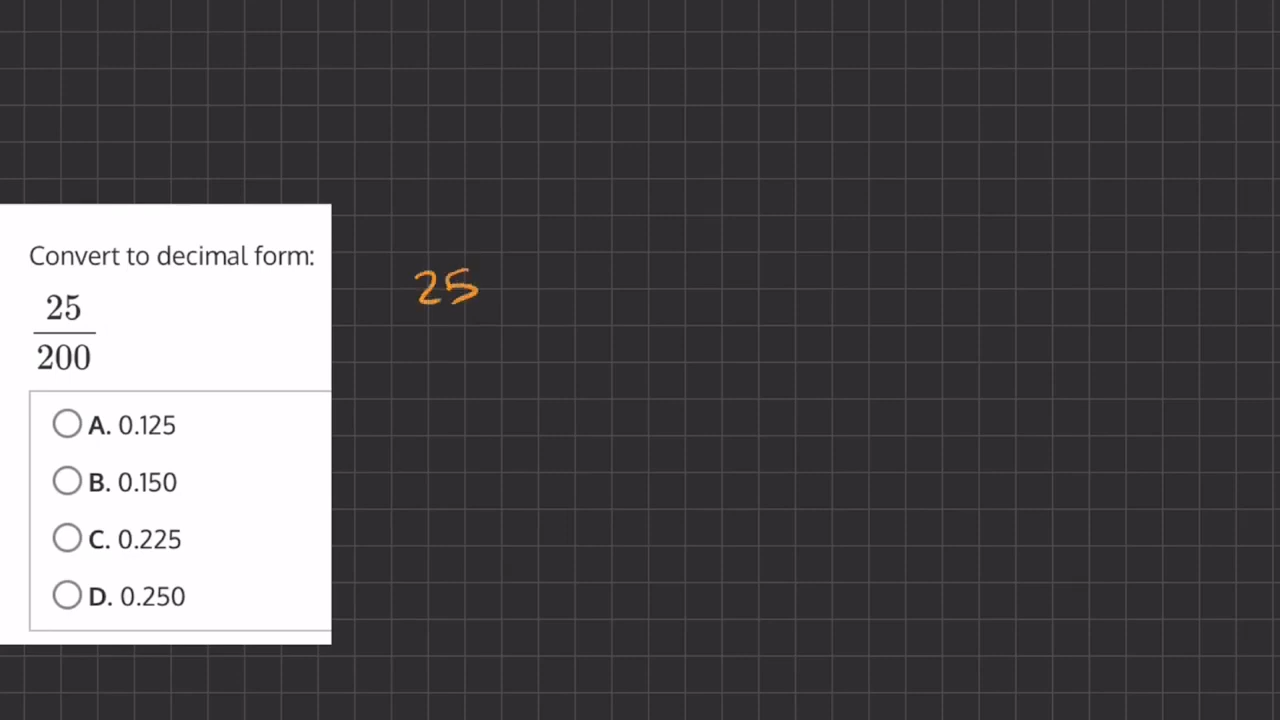 Convert to decimal form:
25
200
25
A. 0.125
B. 0.150
C. 0.225
D. 0.250